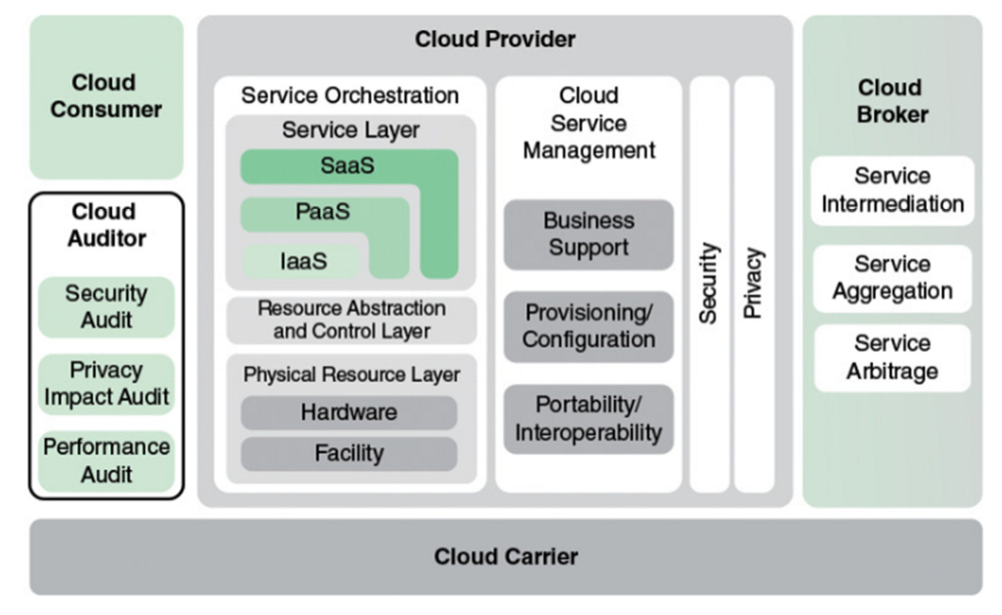 Cloud
Consumer
Cloud
Auditor
Security
Audit
Privacy
Impact Audit
Performance
Audit
Cloud Provider
Service Orchestration
Service Layer
SaaS
PaaS
IaaS
Resource Abstraction
and Control Layer
Physical Resource Layer
Hardware
Facility
Cloud
Service
Management
Business
Support
Provisioning/
Configuration
Portability/
Interoperability
Security
Privacy
Cloud
Broker
Service
Intermediation
Service
Aggregation
Service
Arbitrage
Cloud Carrier